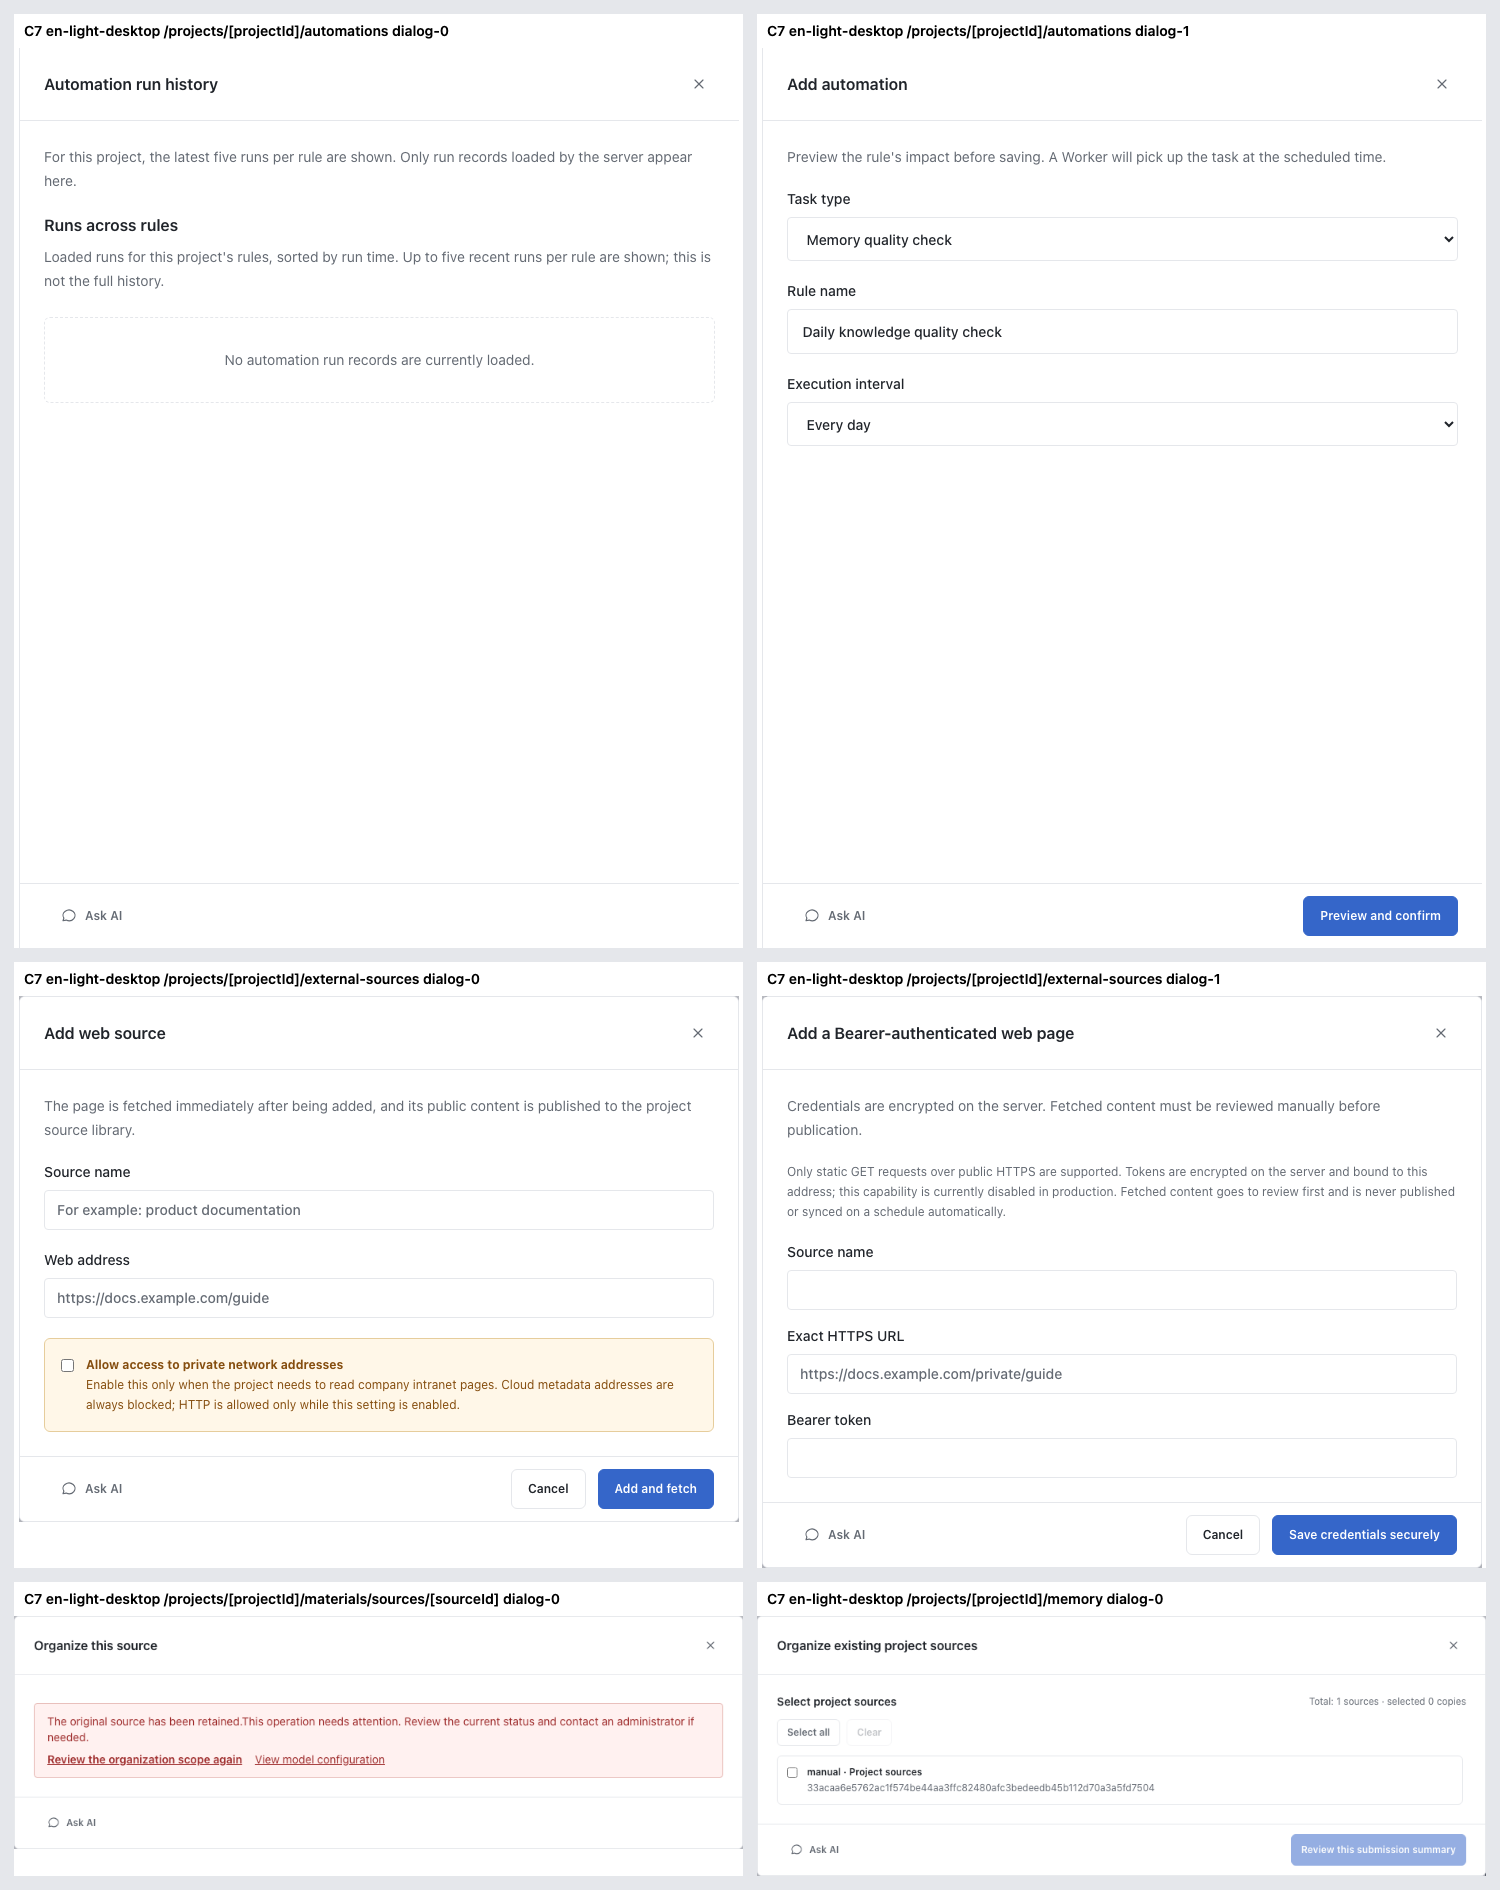 C7 en-light-desktop /projects/[projectId]/automations dialog-0
Automation run history
For this project, the latest five runs per rule are shown. Only run records loaded by the server appear
here.
Runs across rules
Loaded runs for this project's rules, sorted by run time. Up to five recent runs per rule are shown; this is
not the full history.
No automation run records are currently loaded.
Ask AI
C7 en-light-desktop /projects/[projectId]/automations dialog-1
Add automation
Preview the rule's impact before saving. A Worker will pick up the task at the scheduled time.
Task type
Memory quality check
Rule name
Daily knowledge quality check
Execution interval
Every day
Ask AI
Preview and confirm
C7 en-light-desktop /projects/[projectId]/external-sources dialog-0
Add web source
The page is fetched immediately after being added, and its public content is published to the project
source library.
Source name
For example: product documentation
Web address
https://docs.example.com/guide
Allow access to private network addresses
Enable this only when the project needs to read company intranet pages. Cloud metadata addresses are
always blocked; HTTP is allowed only while this setting is enabled.
Ask AI
Cancel
Add and fetch
C7 en-light-desktop /projects/[projectId]/external-sources dialog-1
Add a Bearer-authenticated web page
Credentials are encrypted on the server. Fetched content must be reviewed manually before
publication.
Only static GET requests over public HTTPS are supported. Tokens are encrypted on the server and bound to this
address; this capability is currently disabled in production. Fetched content goes to review first and is never published
or synced on a schedule automatically.
Source name
Exact HTTPS URL
https://docs.example.com/private/guide
Bearer token
Ask AI
Cancel
Save credentials securely
C7 en-light-desktop /projects/[projectId]/materials/sources/[sourceId] dialog-0
Organize this source
The original source has been retained.This operation needs attention. Review the current status and contact an administrator if
needed.
Review the organization scope again
View model configuration
Ask AI
C7 en-light-desktop /projects/[projectId]/memory dialog-0
Organize existing project sources
Select project sources
Total: 1 sources · selected 0 copies
Select all
Clear
manual · Project sources
33acaa6e5762ac1f574be44aa3ffc82480afc3bedeedb45b112d70a3a5fd7504
Ask AI
Review this submission summary